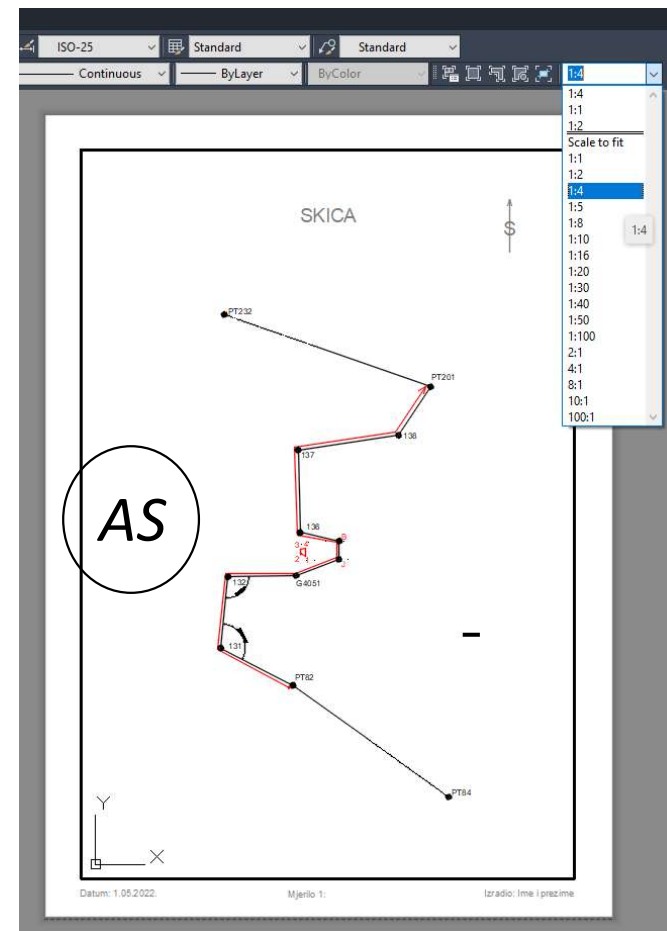 ISO-25 Standard Standard
Continuous ByLayer ByColor 1:4
1:4
1:1
1:2
Scale to fit
1:1
1:2
1:4
1:5
1:8
1:10
1:16
1:20
1:30
1:40
1:50
1:100
2:1
4:1
8:1
10:1
100:1
1:4
SKICA
S
PT232
PT201
138
137
AS
136
3
2
132
G4051
131
PT82
PT84
Y
X
Datum: 1.05.2022. Mjerilo 1: Izradio: Ime i prezime